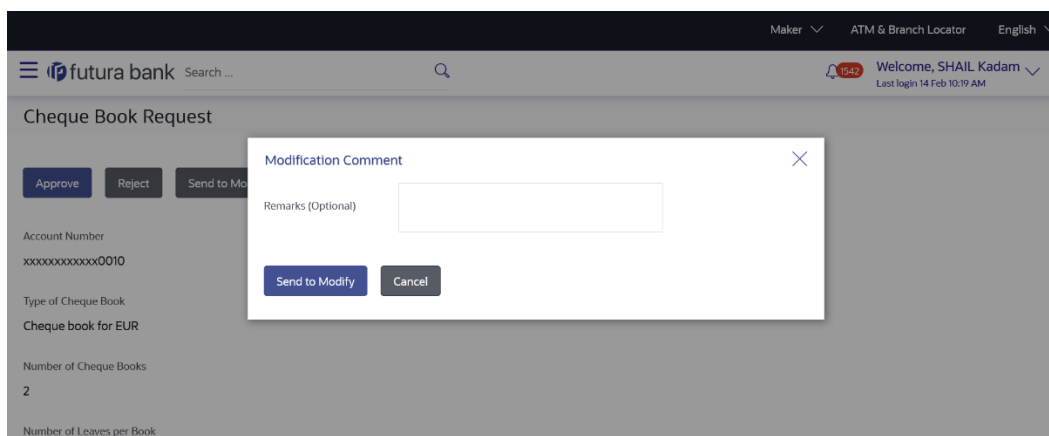 Maker ATM & Branch Locator English
futura bank Search ... 1542 Welcome, SHAIL Kadam
Last login 14 Feb 10:19 AM
Cheque Book Request
Modification Comment
Approve Reject Send to Mo
Remarks (Optional)
Account Number
xxxxxxxxxxxx0010
Send to Modify Cancel
Type of Cheque Book
Cheque book for EUR
Number of Cheque Books
2
Number of Leaves per Book